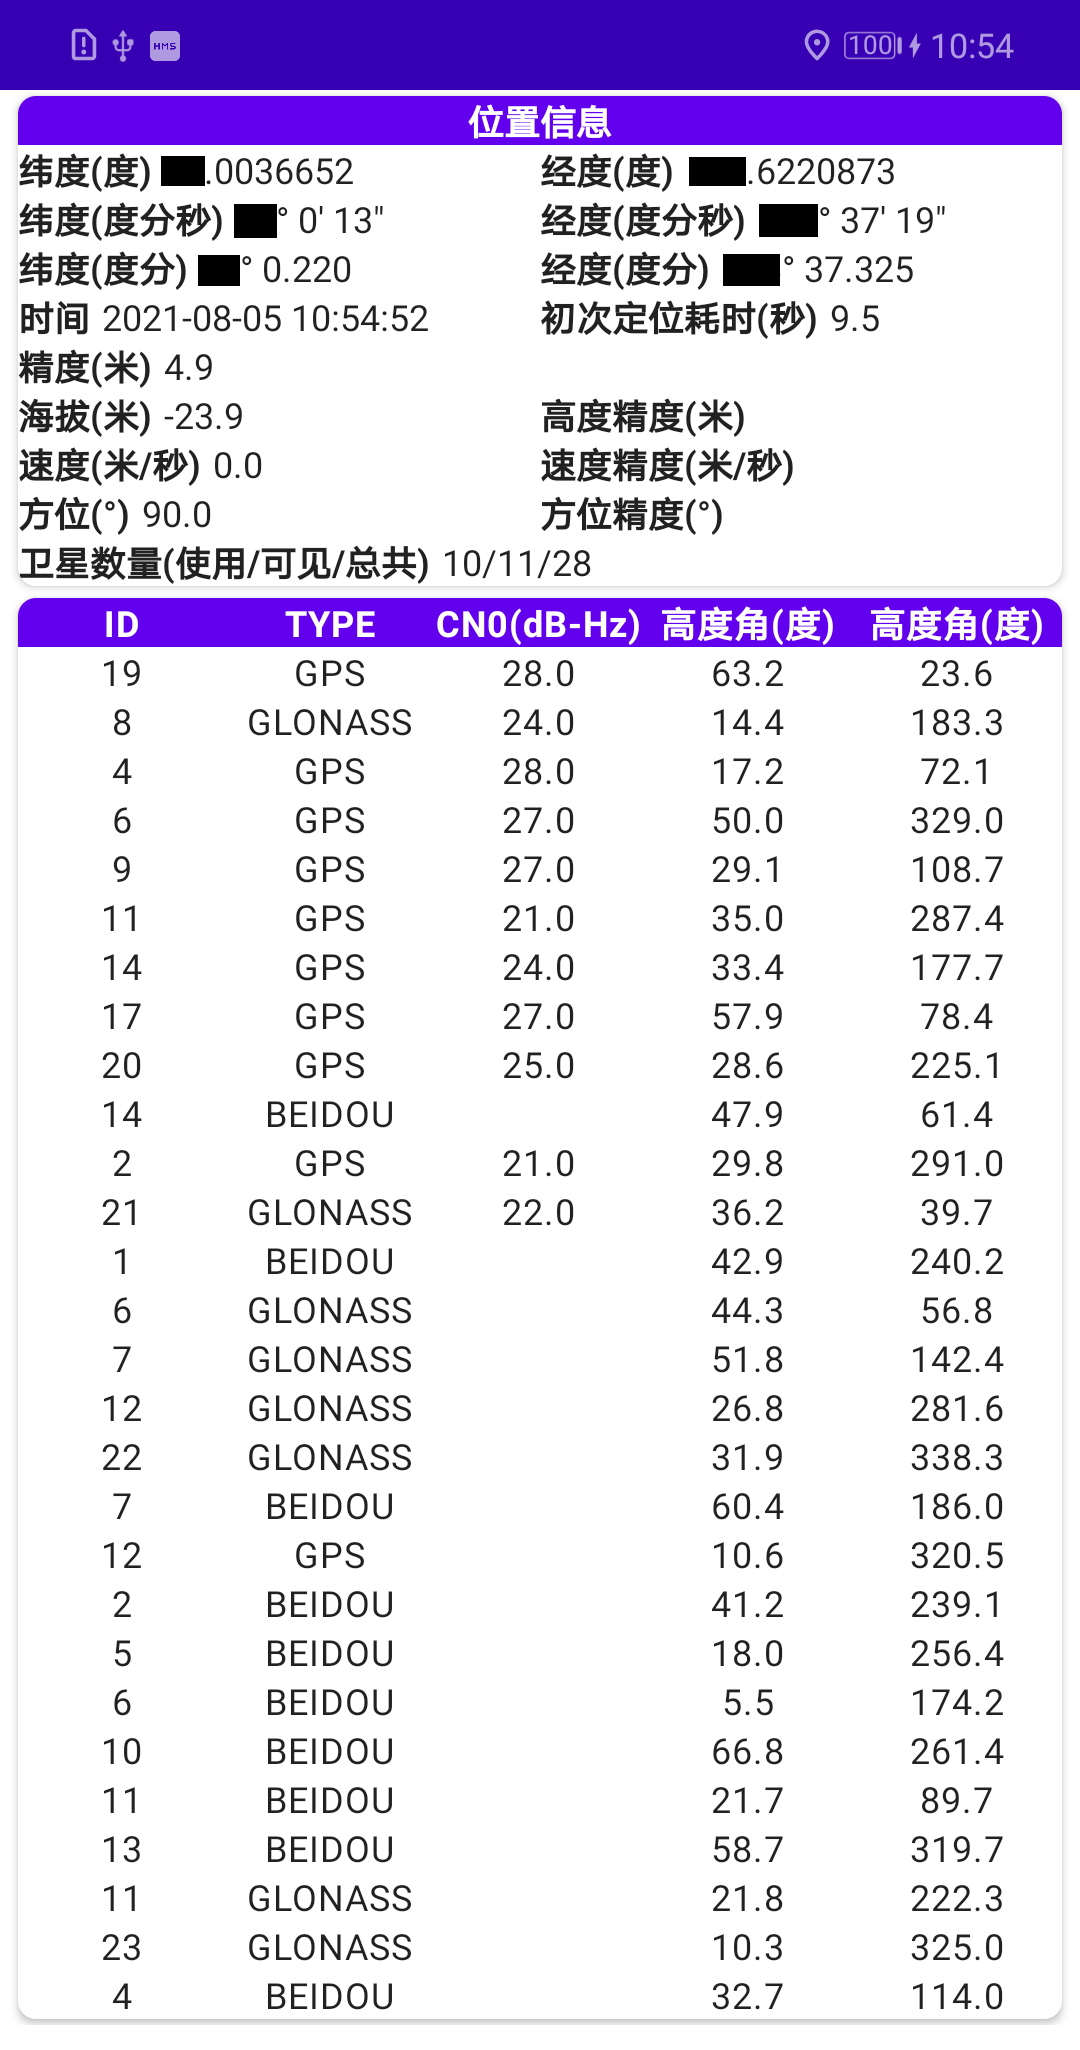 HMS 100 10:54
位置信息
纬度(度) .0036652 经度(度) .6220873
纬度(度分秒) ° 0' 13" 经度(度分秒) ° 37' 19"
纬度(度分) ° 0.220 经度(度分) ° 37.325
时间 2021-08-05 10:54:52 初次定位耗时(秒) 9.5
精度(米) 4.9
海拔(米) -23.9 高度精度(米)
速度(米/秒) 0.0 速度精度(米/秒)
方位(°) 90.0 方位精度(°)
卫星数量(使用/可见/总共) 10/11/28
ID TYPE CN0(dB-Hz) 高度角(度) 高度角(度)
19 GPS 28.0 63.2 23.6
8 GLONASS 24.0 14.4 183.3
4 GPS 28.0 17.2 72.1
6 GPS 27.0 50.0 329.0
9 GPS 27.0 29.1 108.7
11 GPS 21.0 35.0 287.4
14 GPS 24.0 33.4 177.7
17 GPS 27.0 57.9 78.4
20 GPS 25.0 28.6 225.1
14 BEIDOU 47.9 61.4
2 GPS 21.0 29.8 291.0
21 GLONASS 22.0 36.2 39.7
1 BEIDOU 42.9 240.2
6 GLONASS 44.3 56.8
7 GLONASS 51.8 142.4
12 GLONASS 26.8 281.6
22 GLONASS 31.9 338.3
7 BEIDOU 60.4 186.0
12 GPS 10.6 320.5
2 BEIDOU 41.2 239.1
5 BEIDOU 18.0 256.4
6 BEIDOU 5.5 174.2
10 BEIDOU 66.8 261.4
11 BEIDOU 21.7 89.7
13 BEIDOU 58.7 319.7
11 GLONASS 21.8 222.3
23 GLONASS 10.3 325.0
4 BEIDOU 32.7 114.0